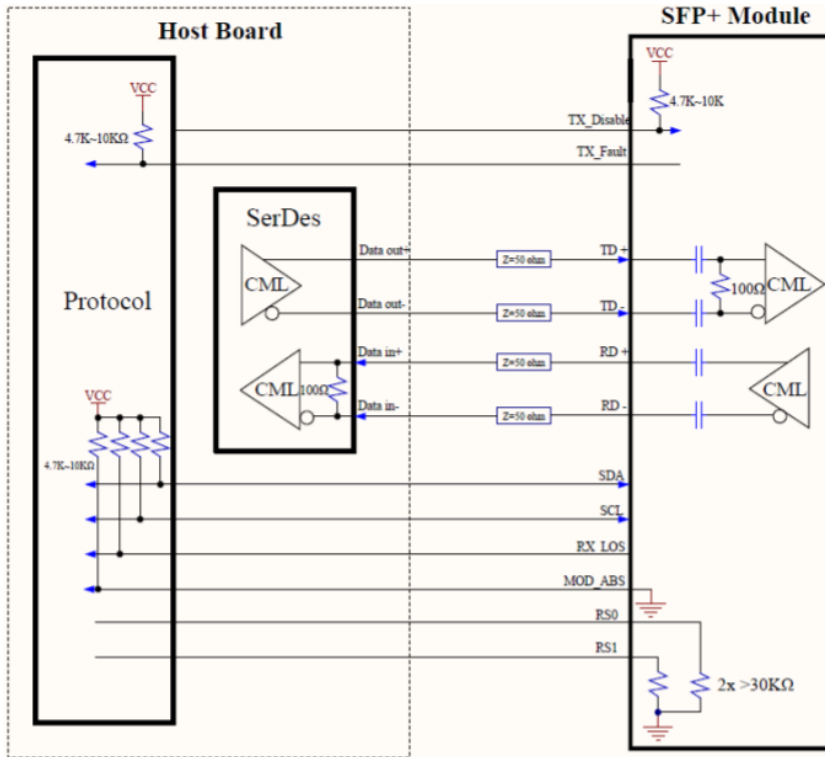 Host Board
SFP+ Module
VCC
VCC
4.7K~10KΩ
4.7K~10K
TX_Disable
TX_Fault
SerDes
Data out+
Z=50 ohm
TD +
CML
CML
100Ω
Protocol
Data out-
Z=50 ohm
TD -
Data in+
Z=50 ohm
RD +
CML
100Ω
CML
Data in-
Z=50 ohm
RD -
VCC
4.7K~10KΩ
SDA
SCL
RX_LOS
MOD_ABS
RS0
RS1
2x >30KΩ